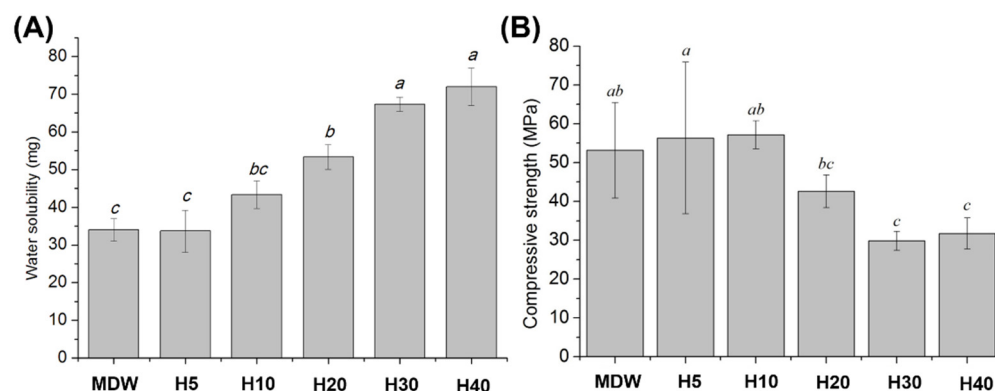 (A)
Water solubility (mg)
80
70
60
50
40
30
20
10
0
c
c
bc
b
a
a
MDW H5 H10 H20 H30 H40
(B)
Compressive strength (MPa)
80
70
60
50
40
30
20
10
0
ab
a
ab
bc
c
c
MDW H5 H10 H20 H30 H40